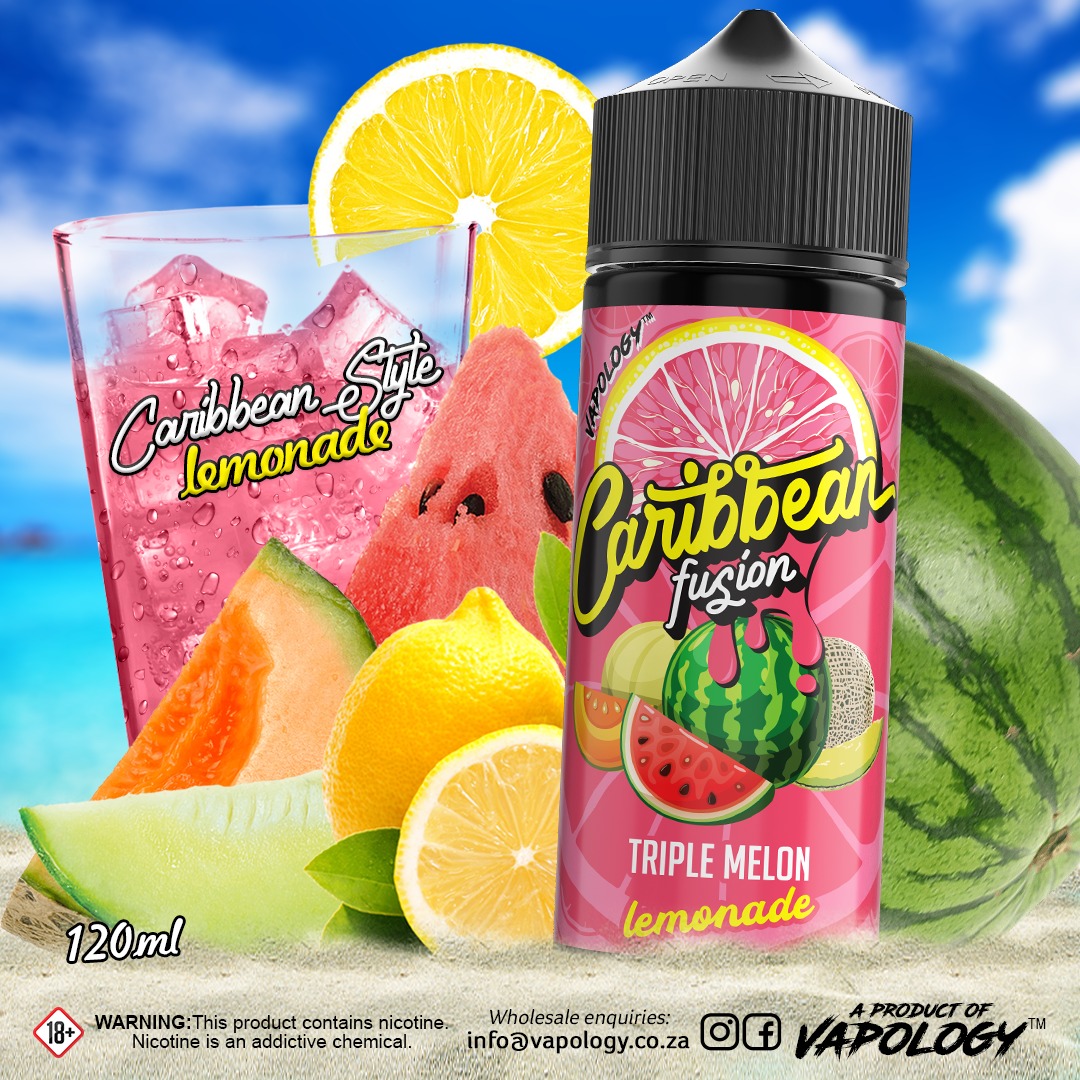 OPEN
VAPOLOGY™
Caribbean Style
lemonade
Caribbean
fusion
TRIPLE MELON
lemonade
120ml
18+
WARNING:This product contains nicotine.
Nicotine is an addictive chemical.
Wholesale enquiries:
info@vapology.co.za
A PRODUCT OF
VAPOLOGY™